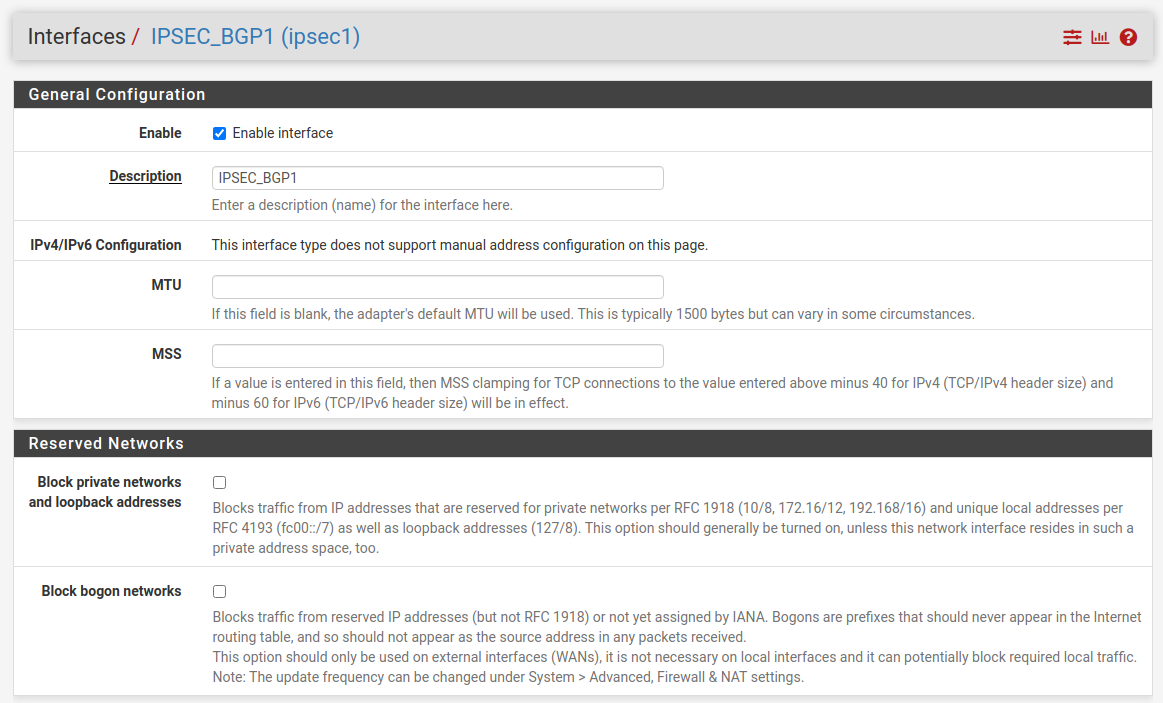 Interfaces / IPSEC_BGP1 (ipsec1)
General Configuration
Enable
Enable interface
Description
IPSEC_BGP1
Enter a description (name) for the interface here.
IPv4/IPv6 Configuration
This interface type does not support manual address configuration on this page.
MTU
If this field is blank, the adapter's default MTU will be used. This is typically 1500 bytes but can vary in some circumstances.
MSS
If a value is entered in this field, then MSS clamping for TCP connections to the value entered above minus 40 for IPv4 (TCP/IPv4 header size) and
minus 60 for IPv6 (TCP/IPv6 header size) will be in effect.
Reserved Networks
Block private networks
and loopback addresses
Blocks traffic from IP addresses that are reserved for private networks per RFC 1918 (10/8, 172.16/12, 192.168/16) and unique local addresses per
RFC 4193 (fc00::/7) as well as loopback addresses (127/8). This option should generally be turned on, unless this network interface resides in such a
private address space, too.
Block bogon networks
Blocks traffic from reserved IP addresses (but not RFC 1918) or not yet assigned by IANA. Bogons are prefixes that should never appear in the Internet
routing table, and so should not appear as the source address in any packets received.
This option should only be used on external interfaces (WANs), it is not necessary on local interfaces and it can potentially block required local traffic.
Note: The update frequency can be changed under System > Advanced, Firewall & NAT settings.